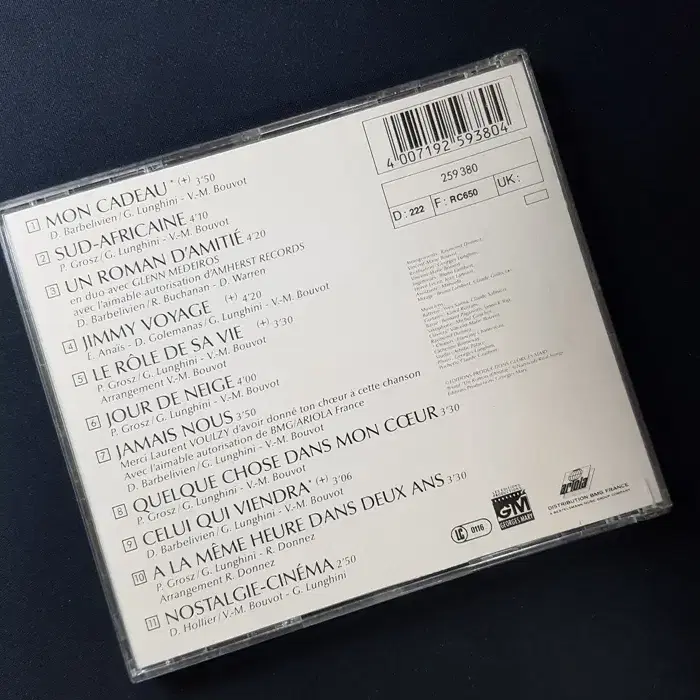 1 MON CADEAU * (+) 3'50
D. Barbelivien/G. Lunghini - V.-M. Bouvot
2 SUD-AFRICAINE 4'10
P. Grosz/G. Lunghini - V.-M. Bouvot
3 UN ROMAN D'AMITIÉ 4'20
en duo avec GLENN MEDEIROS
avec l'aimable autorisation d'AMHERST RECORDS
D. Barbelivien/R. Buchanan - D. Warren
4 JIMMY VOYAGE (+) 4'20
E. Anaïs - D. Golemanas/G. Lunghini - V.-M. Bouvot
5 LE RÔLE DE SA VIE (+) 3'30
P. Grosz/G. Lunghini - V.-M. Bouvot
Arrangement V.-M. Bouvot
6 JOUR DE NEIGE 4'00
P. Grosz/G. Lunghini - V.-M. Bouvot
7 JAMAIS NOUS 3'50
Merci Laurent VOULZY d'avoir donné ton chœur à cette chanson
Avec l'aimable autorisation de BMG/ARIOLA France
D. Barbelivien/G. Lunghini - V.-M. Bouvot
8 QUELQUE CHOSE DANS MON CŒUR 3'30
P. Grosz/G. Lunghini - V.-M. Bouvot
9 CELUI QUI VIENDRA * (+) 3'06
D. Barbelivien/G. Lunghini - V.-M. Bouvot
10 A LA MÊME HEURE DANS DEUX ANS 3'30
P. Grosz/G. Lunghini - R. Donnez
Arrangement R. Donnez
11 NOSTALGIE-CINÉMA 2'50
D. Hollier/V.-M. Bouvot - G. Lunghini
4 007192 593804
259 380
D : 222 F : RC650 UK :
LC 0116
GM
GEORGES MARY
ariola
DISTRIBUTION BMG FRANCE